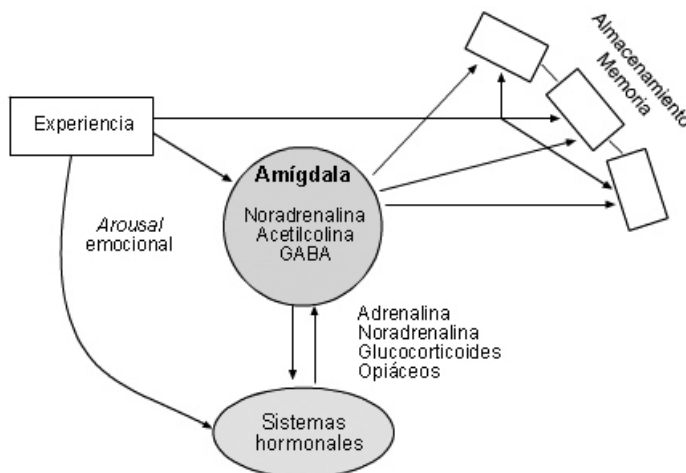 Almacenamiento
Memoria
Experiencia
Amígdala
Noradrenalina
Acetilcolina
GABA
Arousal
emocional
Adrenalina
Noradrenalina
Glucocorticoides
Opiáceos
Sistemas
hormonales